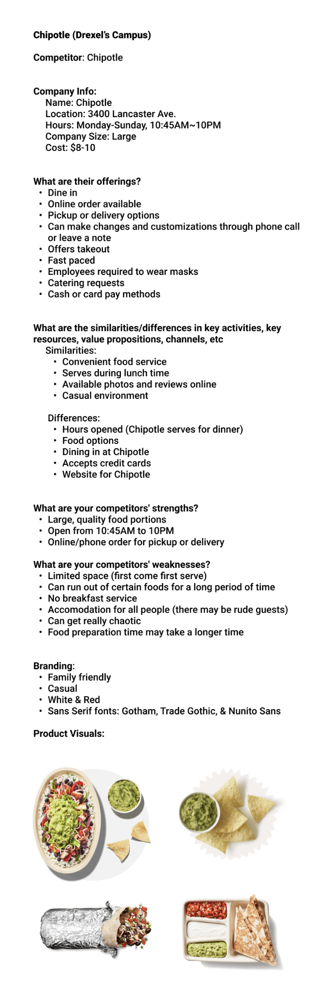 Chipotle (Drexel’s Campus)
Competitor: Chipotle
Company Info:
Name: Chipotle
Location: 3400 Lancaster Ave.
Hours: Monday-Sunday, 10:45AM~10PM
Company Size: Large
Cost: $8-10
What are their offerings?
• Dine in
• Online order available
• Pickup or delivery options
• Can make changes and customizations through phone call
or leave a note
• Offers takeout
• Fast paced
• Employees required to wear masks
• Catering requests
• Cash or card pay methods
What are the similarities/differences in key activities, key
resources, value propositions, channels, etc
Similarities:
• Convenient food service
• Serves during lunch time
• Available photos and reviews online
• Casual environment
Differences:
• Hours opened (Chipotle serves for dinner)
• Food options
• Dining in at Chipotle
• Accepts credit cards
• Website for Chipotle
What are your competitors' strengths?
• Large, quality food portions
• Open from 10:45AM to 10PM
• Online/phone order for pickup or delivery
What are your competitors' weaknesses?
• Limited space (first come first serve)
• Can run out of certain foods for a long period of time
• No breakfast service
• Accomodation for all people (there may be rude guests)
• Can get really chaotic
• Food preparation time may take a longer time
Branding:
• Family friendly
• Casual
• White & Red
• Sans Serif fonts: Gotham, Trade Gothic, & Nunito Sans
Product Visuals: